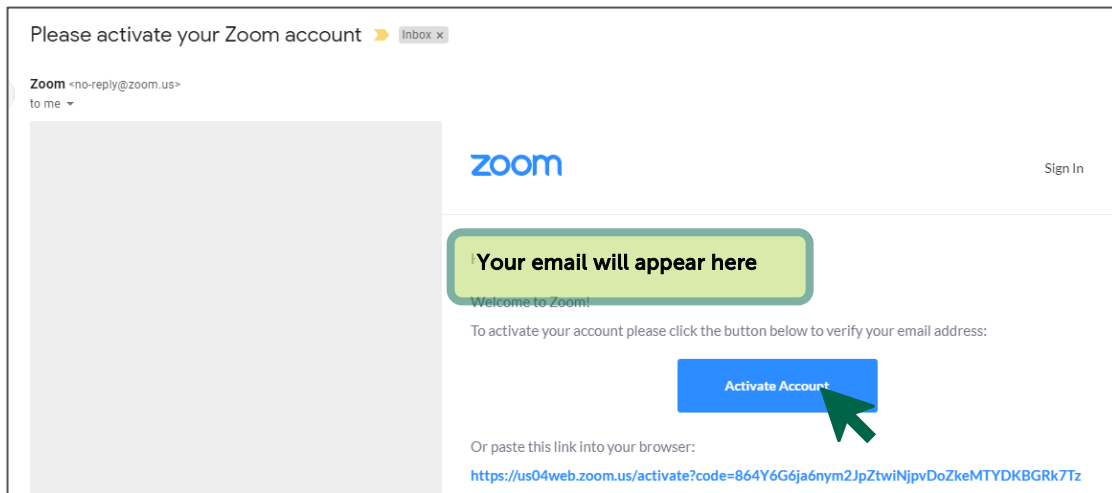 Please activate your Zoom account Inbox x
Zoom <no-reply@zoom.us>
to me
zoom
Sign In
Your email will appear here
Welcome to Zoom!
To activate your account please click the button below to verify your email address:
Activate Account
Or paste this link into your browser:
https://us04web.zoom.us/activate?code=864Y6G6ja6nym2JpZtwiNjpvDoZkeMTYDKBGRk7Tz